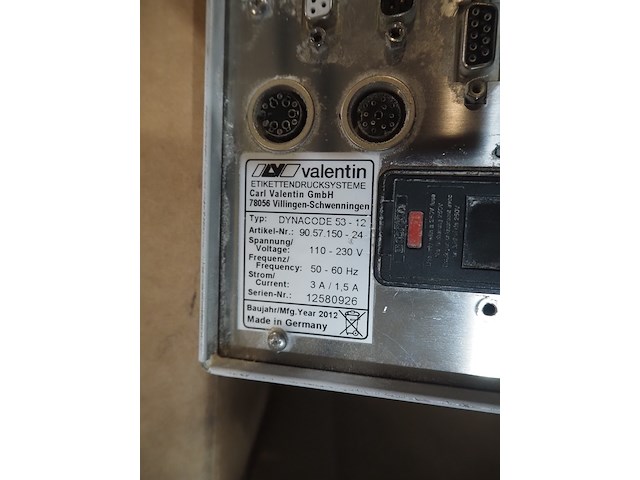 valentin
ETIKETTENDRUCKSYSTEME
Carl Valentin GmbH
78056 Villingen-Schwenningen
Typ: DYNACODE 53 - 12
Artikel-Nr.: 90.57.150 - 24
Spannung/
Voltage: 110 - 230 V
Frequenz/
Frequency: 50 - 60 Hz
Strom/
Current: 3 A / 1,5 A
Serien-Nr.: 12580926
Baujahr/Mfg.Year 2012
Made in Germany